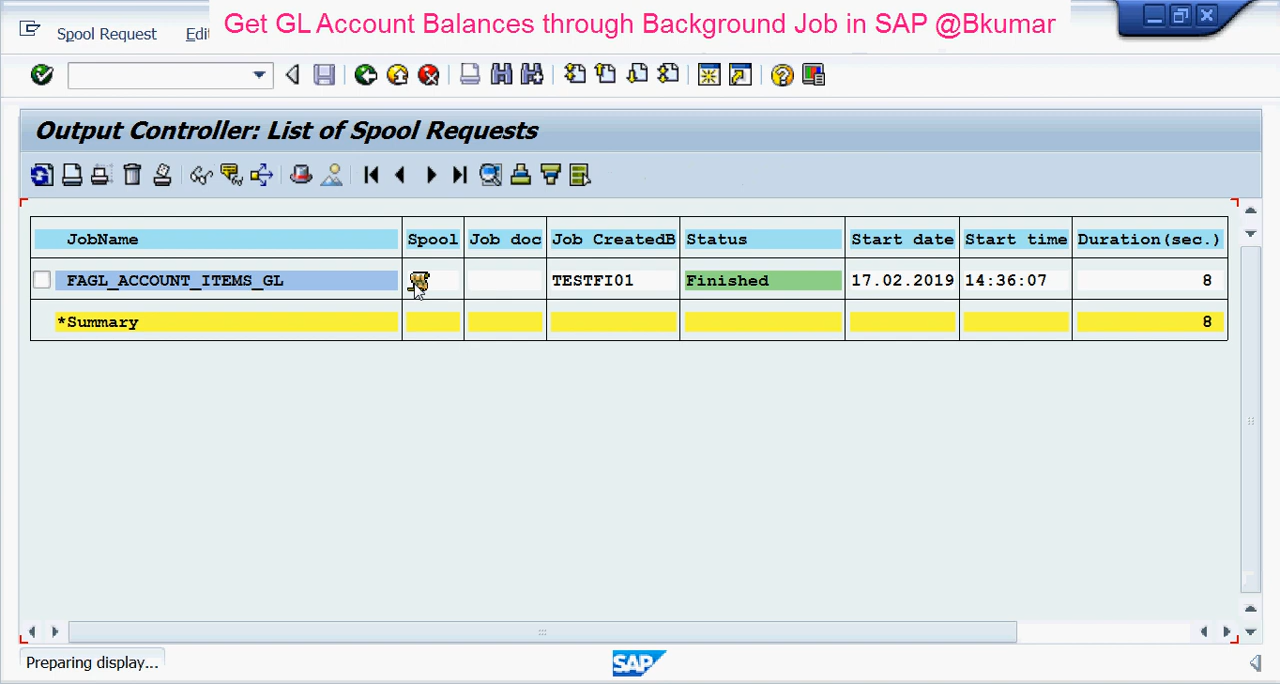 Get GL Account Balances through Background Job in SAP @Bkumar
Spool Request Edit
Output Controller: List of Spool Requests
JobName Spool Job doc Job CreatedB Status Start date Start time Duration(sec.)
FAGL_ACCOUNT_ITEMS_GL TESTFI01 Finished 17.02.2019 14:36:07 8
*Summary 8
Preparing display...
SAP